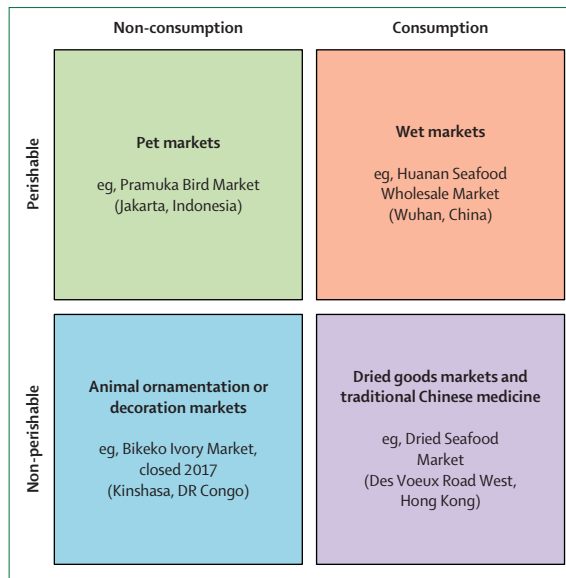 Non-consumption
Consumption
Perishable
Pet markets
eg, Pramuka Bird Market
(Jakarta, Indonesia)
Wet markets
eg, Huanan Seafood
Wholesale Market
(Wuhan, China)
Non-perishable
Animal ornamentation or
decoration markets
eg, Bikeko Ivory Market,
closed 2017
(Kinshasa, DR Congo)
Dried goods markets and
traditional Chinese medicine
eg, Dried Seafood
Market
(Des Voeux Road West,
Hong Kong)